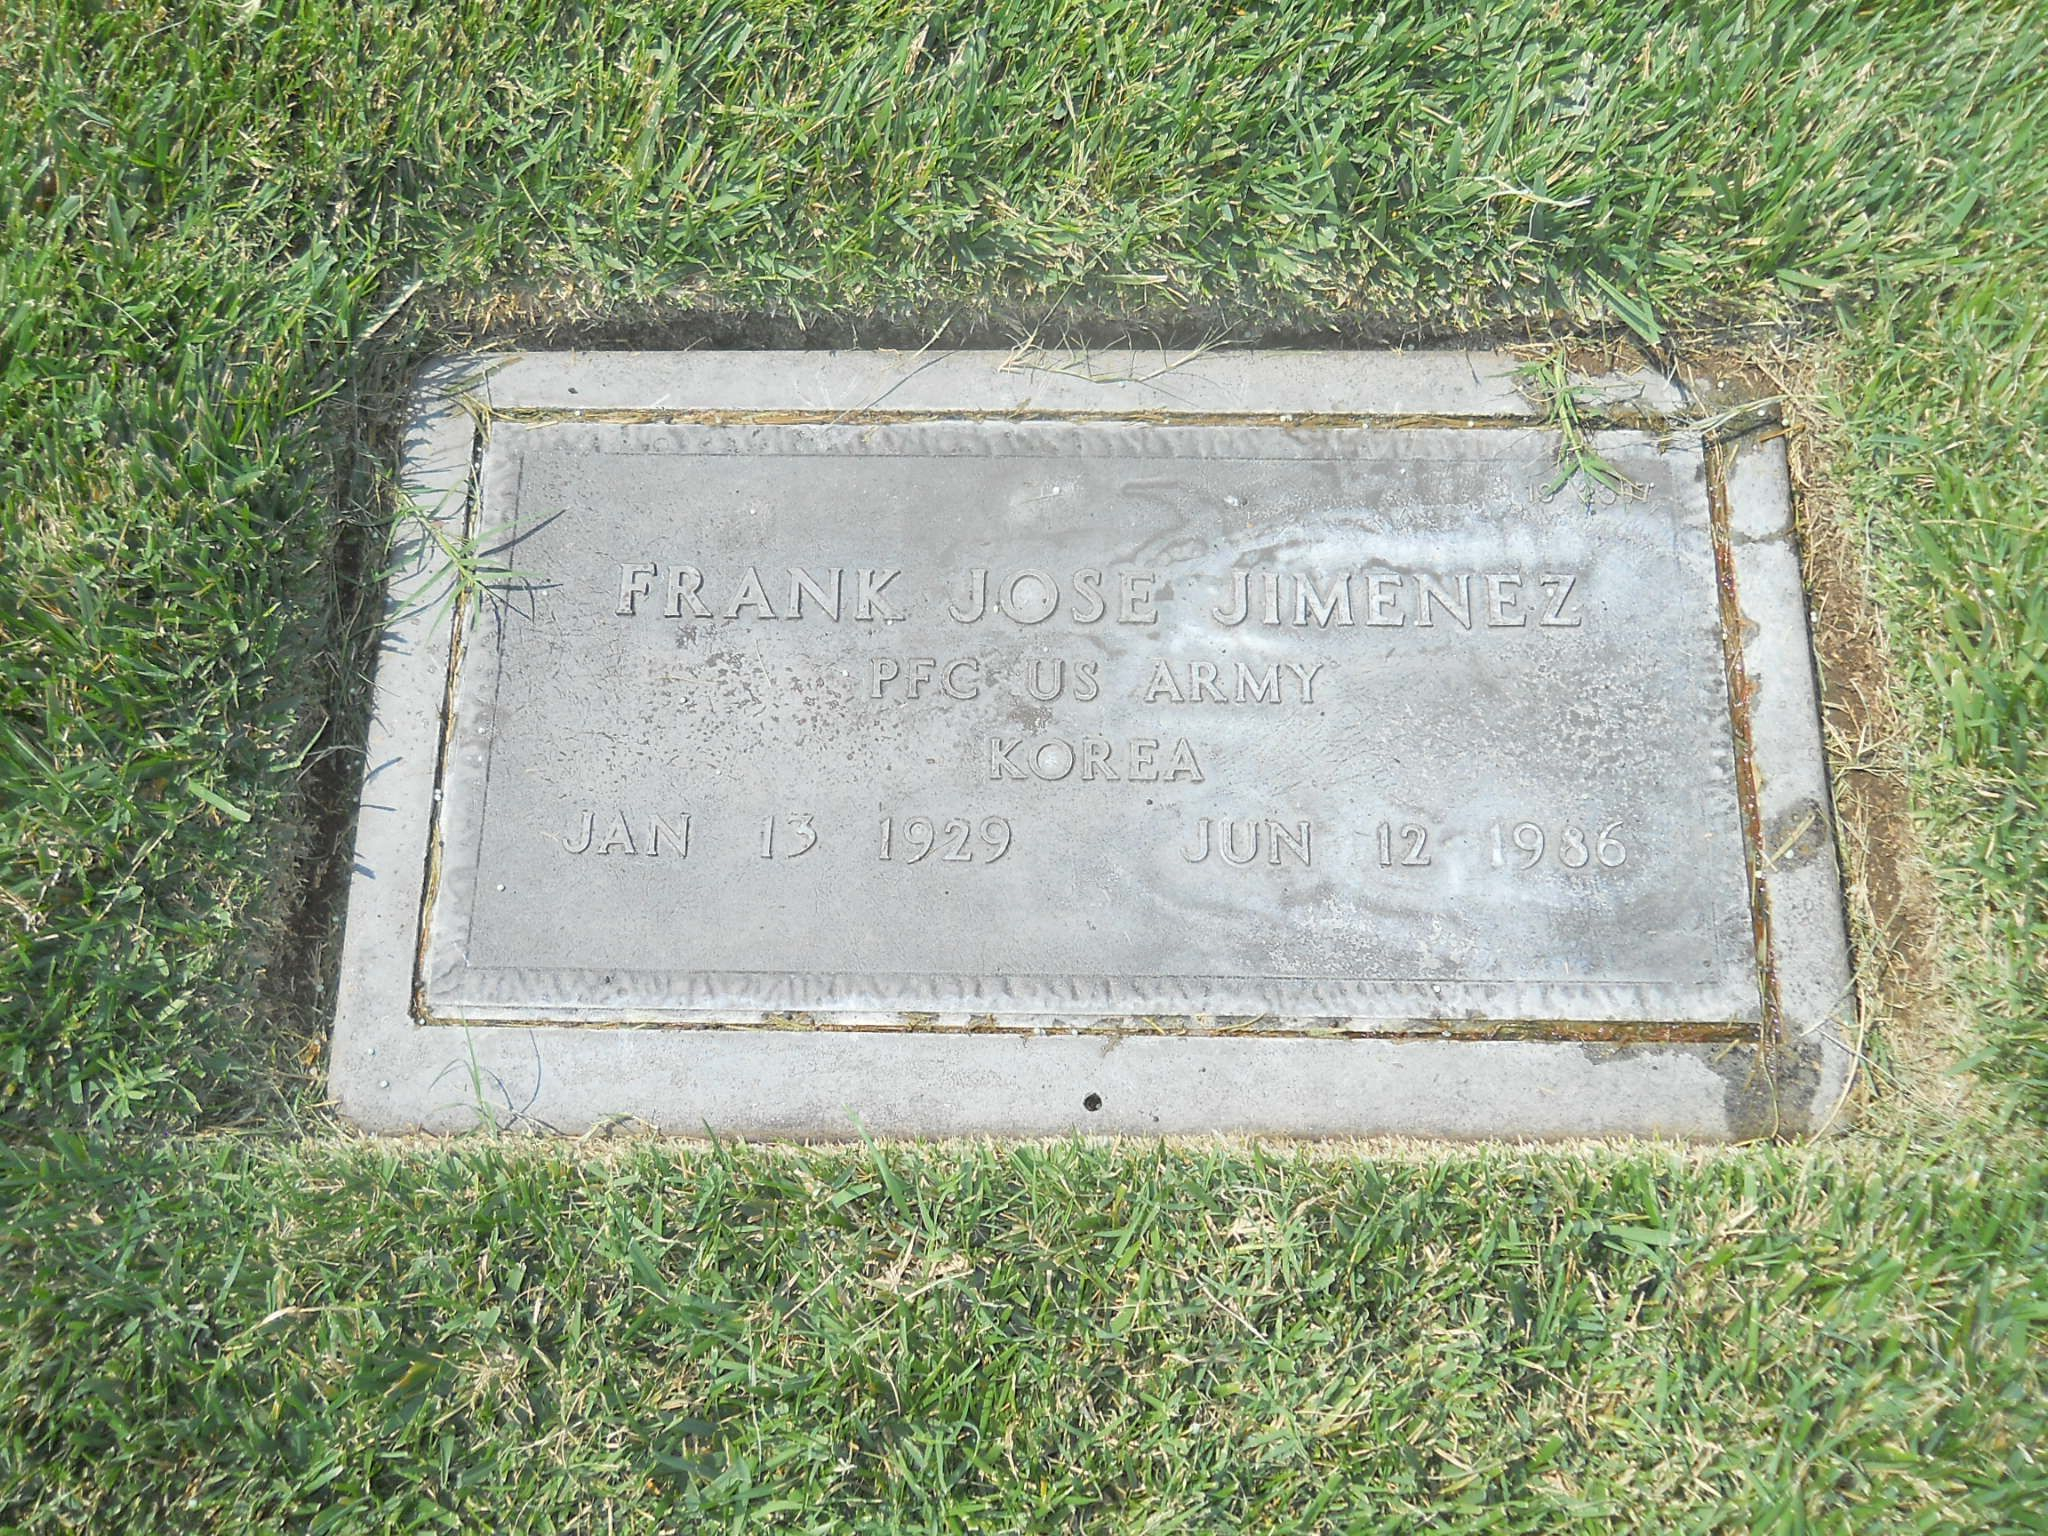 FRANK JOSE JIMENEZ
PFC US ARMY
KOREA
JAN 13 1929 JUN 12 1986